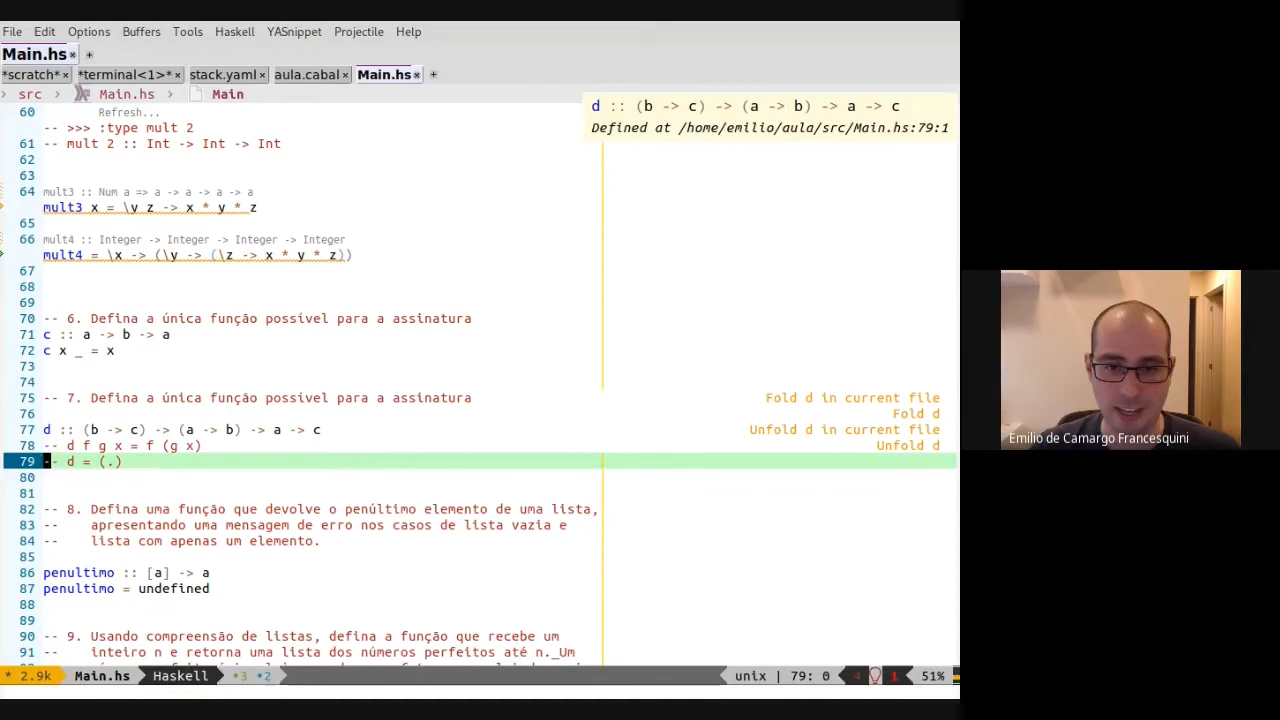 File Edit Options Buffers Tools Haskell YASnippet Projectile Help
Main.hs × +
*scratch* × *terminal<1>* × stack.yaml × aula.cabal × Main.hs × +
src > Main.hs > Main
d :: (b -> c) -> (a -> b) -> a -> c
Defined at /home/emilio/aula/src/Main.hs:79:1
60 Refresh...
-- >>> :type mult 2
61 -- mult 2 :: Int -> Int -> Int
62
63
64 mult3 :: Num a => a -> a -> a -> a
mult3 x = \y z -> x * y * z
65
66 mult4 :: Integer -> Integer -> Integer -> Integer
mult4 = \x -> (\y -> (\z -> x * y * z))
67
68
69
70 -- 6. Defina a única função possivel para a assinatura
71 c :: a -> b -> a
72 c x _ = x
73
74
75 -- 7. Defina a única função possivel para a assinatura Fold d in current file
76 Fold d
77 d :: (b -> c) -> (a -> b) -> a -> c Unfold d in current file
78 -- d f g x = f (g x) Unfold d
79 -- d = (.)
80
81
82 -- 8. Defina uma função que devolve o penúltimo elemento de uma lista,
83 -- apresentando uma mensagem de erro nos casos de lista vazia e
84 -- lista com apenas um elemento.
85
86 penultimo :: [a] -> a
87 penultimo = undefined
88
89
90 -- 9. Usando compreensão de listas, defina a função que recebe um
91 -- inteiro n e retorna uma lista dos números perfeitos até n._Um
* 2.9k Main.hs Haskell •3 •2 unix | 79: 0 4 1 51%
Emilio de Camargo Francesquini